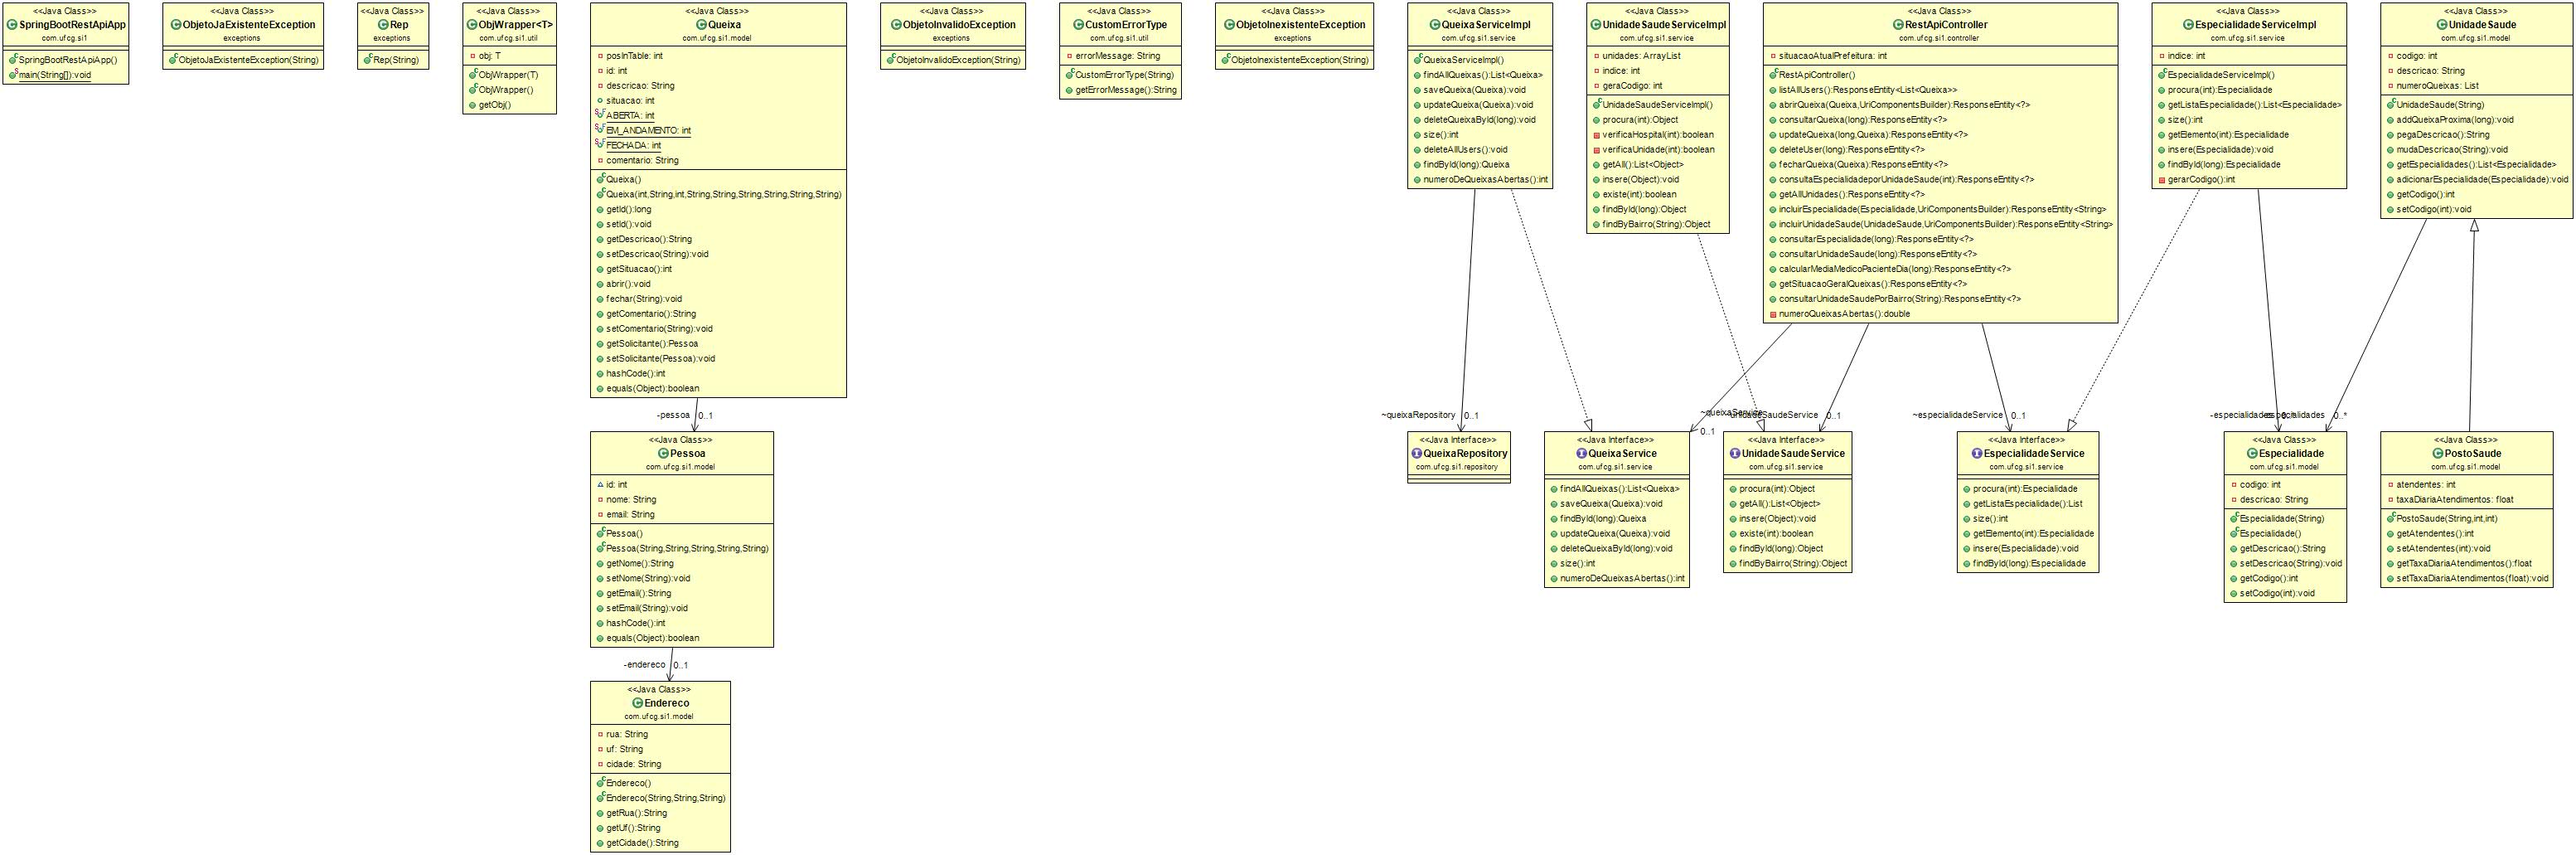 <<Java Class>>
SpringBootRestApiApp
com.ufcg.si1
SpringBootRestApiApp()
main(String[]):void
<<Java Class>>
ObjetoJaExistenteException
exceptions
ObjetoJaExistenteException(String)
<<Java Class>>
Rep
exceptions
Rep(String)
<<Java Class>>
ObjWrapper<T>
com.ufcg.si1.util
obj: T
ObjWrapper(T)
ObjWrapper()
getObj()
<<Java Class>>
Queixa
com.ufcg.si1.model
posInTable: int
id: int
descricao: String
situacao: int
ABERTA: int
EM_ANDAMENTO: int
FECHADA: int
comentario: String
Queixa()
Queixa(int,String,int,String,String,String,String,String,String)
getId():long
setId():void
getDescricao():String
setDescricao(String):void
getSituacao():int
abrir():void
fechar(String):void
getComentario():String
setComentario(String):void
getSolicitante():Pessoa
setSolicitante(Pessoa):void
hashCode():int
equals(Object):boolean
-pessoa 0..1
<<Java Class>>
Pessoa
com.ufcg.si1.model
id: int
nome: String
email: String
Pessoa()
Pessoa(String,String,String,String,String)
getNome():String
setNome(String):void
getEmail():String
setEmail(String):void
hashCode():int
equals(Object):boolean
-endereco 0..1
<<Java Class>>
Endereco
com.ufcg.si1.model
rua: String
uf: String
cidade: String
Endereco()
Endereco(String,String,String)
getRua():String
getUf():String
getCidade():String
<<Java Class>>
ObjetoInvalidoException
exceptions
ObjetoInvalidoException(String)
<<Java Class>>
CustomErrorType
com.ufcg.si1.util
errorMessage: String
CustomErrorType(String)
getErrorMessage():String
<<Java Class>>
ObjetoInexistenteException
exceptions
ObjetoInexistenteException(String)
<<Java Class>>
QueixaServiceImpl
com.ufcg.si1.service
QueixaServiceImpl()
findAllQueixas():List<Queixa>
saveQueixa(Queixa):void
updateQueixa(Queixa):void
deleteQueixaById(long):void
size():int
deleteAllUsers():void
findById(long):Queixa
numeroDeQueixasAbertas():int
<<Java Class>>
UnidadeSaudeServiceImpl
com.ufcg.si1.service
unidades: ArrayList
indice: int
geraCodigo: int
UnidadeSaudeServiceImpl()
procura(int):Object
verificaHospital(int):boolean
verificaUnidade(int):boolean
getAll():List<Object>
insere(Object):void
existe(int):boolean
findById(long):Object
findByBairro(String):Object
<<Java Class>>
RestApiController
com.ufcg.si1.controller
situacaoAtualPrefeitura: int
RestApiController()
listAllUsers():ResponseEntity<List<Queixa>>
abrirQueixa(Queixa,UriComponentsBuilder):ResponseEntity<?>
consultarQueixa(long):ResponseEntity<?>
updateQueixa(long,Queixa):ResponseEntity<?>
deleteUser(long):ResponseEntity<?>
fecharQueixa(Queixa):ResponseEntity<?>
consultaEspecialidadeporUnidadeSaude(int):ResponseEntity<?>
getAllUnidades():ResponseEntity<?>
incluirEspecialidade(Especialidade,UriComponentsBuilder):ResponseEntity<String>
incluirUnidadeSaude(UnidadeSaude,UriComponentsBuilder):ResponseEntity<String>
consultarEspecialidade(long):ResponseEntity<?>
consultarUnidadeSaude(long):ResponseEntity<?>
calcularMediaMedicoPacienteDia(long):ResponseEntity<?>
getSituacaoGeralQueixas():ResponseEntity<?>
consultarUnidadeSaudePorBairro(String):ResponseEntity<?>
numeroQueixasAbertas():double
<<Java Class>>
EspecialidadeServiceImpl
com.ufcg.si1.service
indice: int
EspecialidadeServiceImpl()
procura(int):Especialidade
getListaEspecialidade():List<Especialidade>
size():int
getElemento(int):Especialidade
insere(Especialidade):void
findById(long):Especialidade
gerarCodigo():int
<<Java Class>>
UnidadeSaude
com.ufcg.si1.model
codigo: int
descricao: String
numeroQueixas: List
UnidadeSaude(String)
addQueixaProxima(long):void
pegaDescricao():String
mudaDescricao(String):void
getEspecialidades():List<Especialidade>
adicionarEspecialidade(Especialidade):void
getCodigo():int
setCodigo(int):void
~queixaRepository 0..1
~queixaService 0..1
0..1
~especialidadeService 0..1
-especialidades 0..*
<<Java Interface>>
QueixaRepository
com.ufcg.si1.repository
<<Java Interface>>
QueixaService
com.ufcg.si1.service
findAllQueixas():List<Queixa>
saveQueixa(Queixa):void
findById(long):Queixa
updateQueixa(Queixa):void
deleteQueixaById(long):void
size():int
numeroDeQueixasAbertas():int
<<Java Interface>>
UnidadeSaudeService
com.ufcg.si1.service
procura(int):Object
getAll():List<Object>
insere(Object):void
existe(int):boolean
findById(long):Object
findByBairro(String):Object
<<Java Interface>>
EspecialidadeService
com.ufcg.si1.service
procura(int):Especialidade
getListaEspecialidade():List
size():int
getElemento(int):Especialidade
insere(Especialidade):void
findById(long):Especialidade
<<Java Class>>
Especialidade
com.ufcg.si1.model
codigo: int
descricao: String
Especialidade(String)
Especialidade()
getDescricao():String
setDescricao(String):void
getCodigo():int
setCodigo(int):void
<<Java Class>>
PostoSaude
com.ufcg.si1.model
atendentes: int
taxaDiariaAtendimentos: float
PostoSaude(String,int,int)
getAtendentes():int
setAtendentes(int):void
getTaxaDiariaAtendimentos():float
setTaxaDiariaAtendimentos(float):void